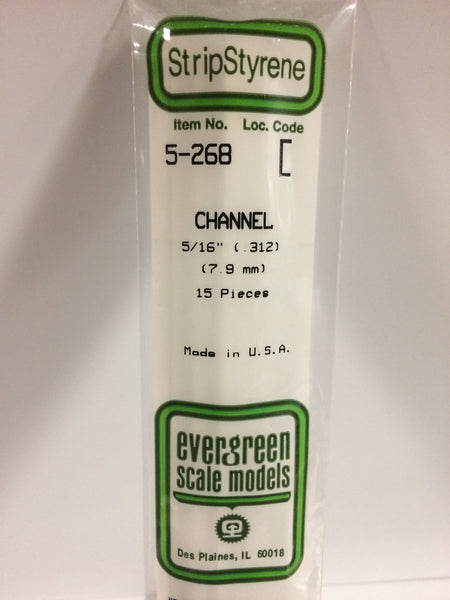 StripStyrene
Item No. Loc. Code
5-268 [
CHANNEL
5/16" (.312)
(7.9 mm)
15 Pieces
Made in U.S.A.
evergreen
scale models
Des Plaines, IL 60018